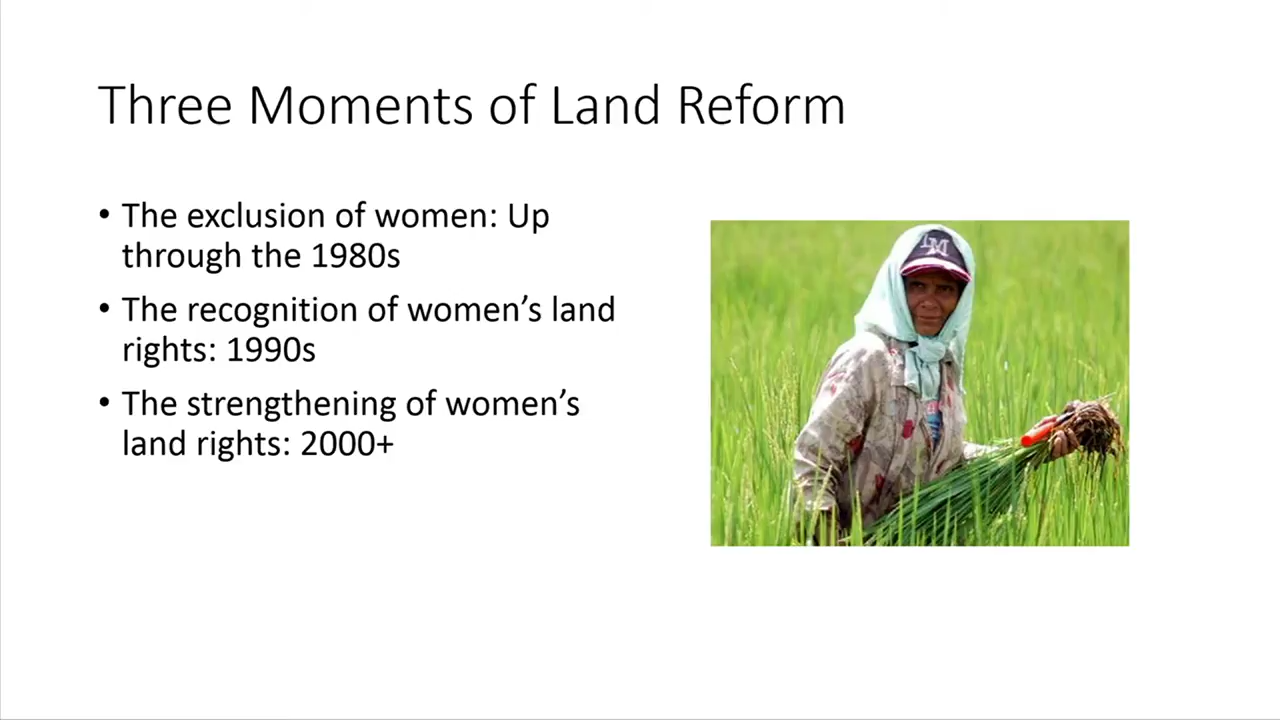 Three Moments of Land Reform
• The exclusion of women: Up
through the 1980s
• The recognition of women’s land
rights: 1990s
• The strengthening of women’s
land rights: 2000+
LM